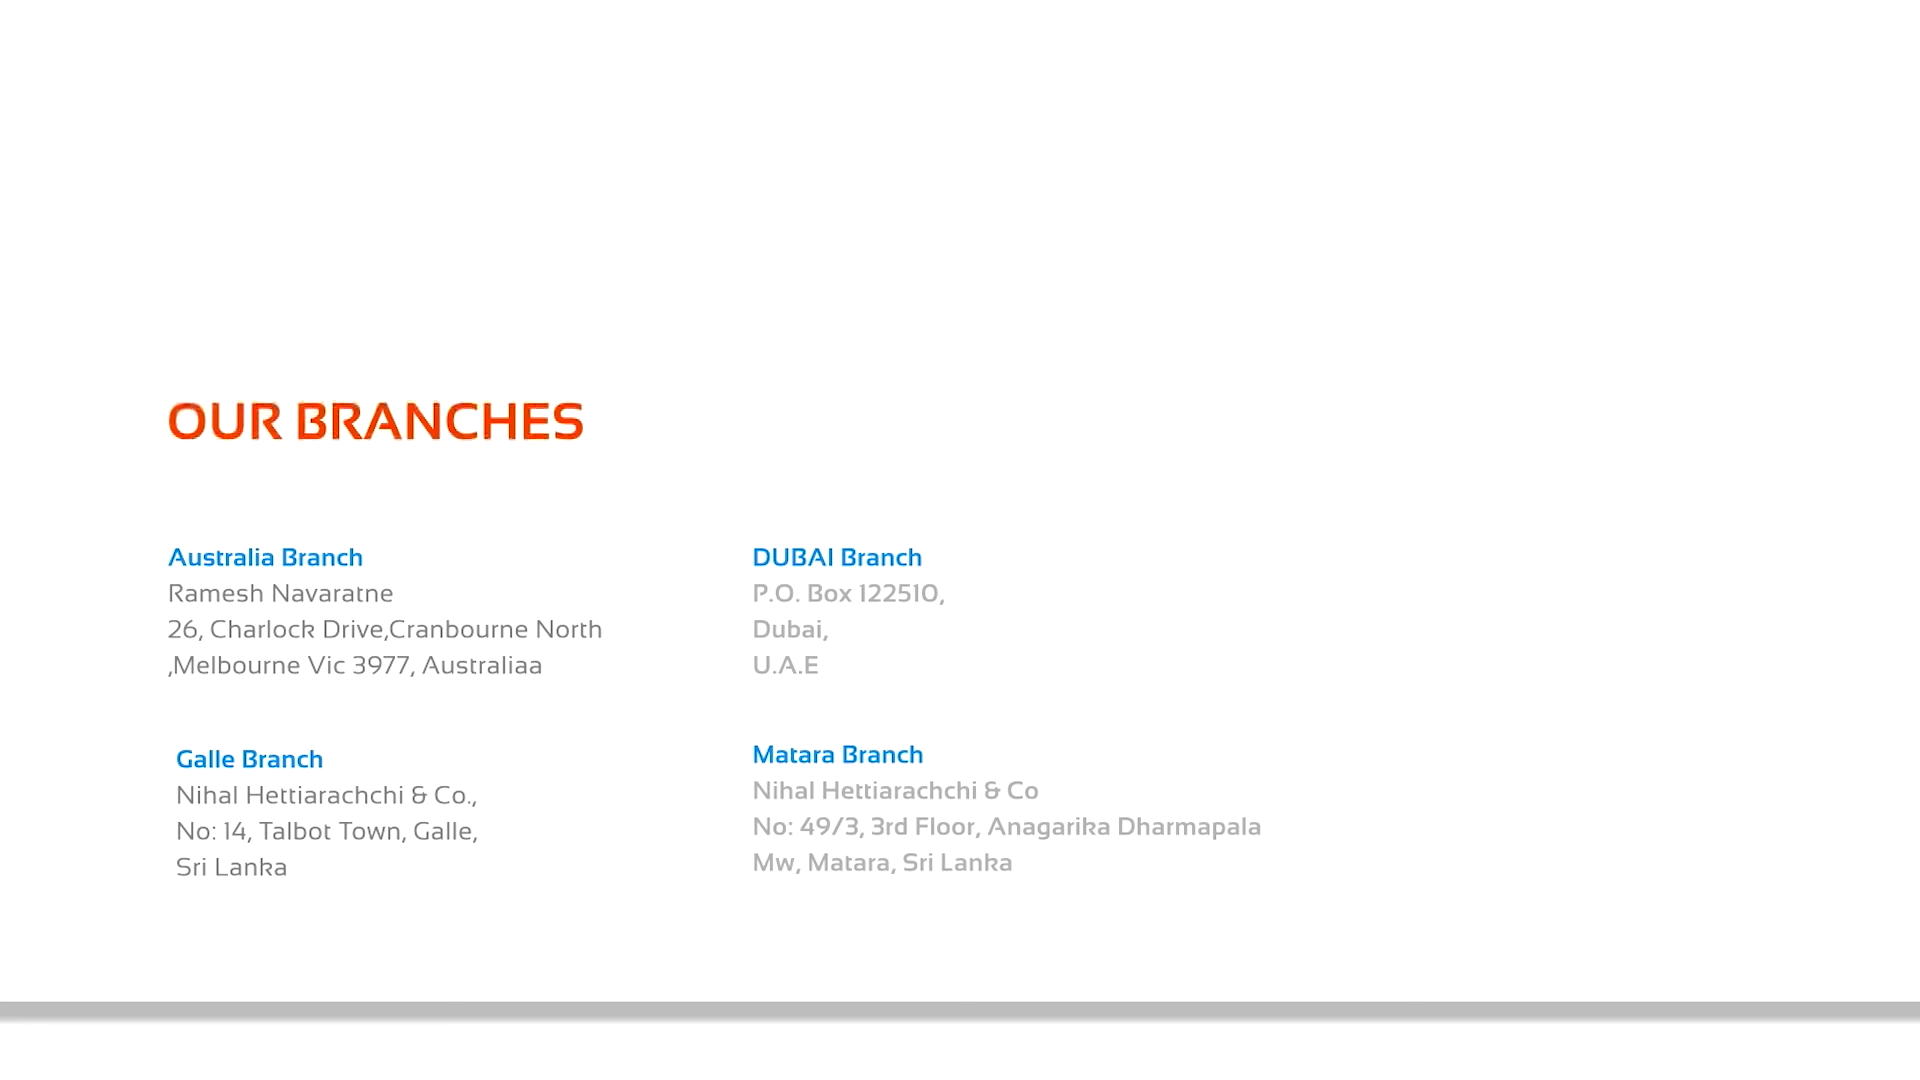 OUR BRANCHES
Australia Branch
Ramesh Navaratne
26, Charlock Drive,Cranbourne North
,Melbourne Vic 3977, Australiaa
DUBAI Branch
P.O. Box 122510,
Dubai,
U.A.E
Galle Branch
Nihal Hettiarachchi & Co.,
No: 14, Talbot Town, Galle,
Sri Lanka
Matara Branch
Nihal Hettiarachchi & Co
No: 49/3, 3rd Floor, Anagarika Dharmapala
Mw, Matara, Sri Lanka